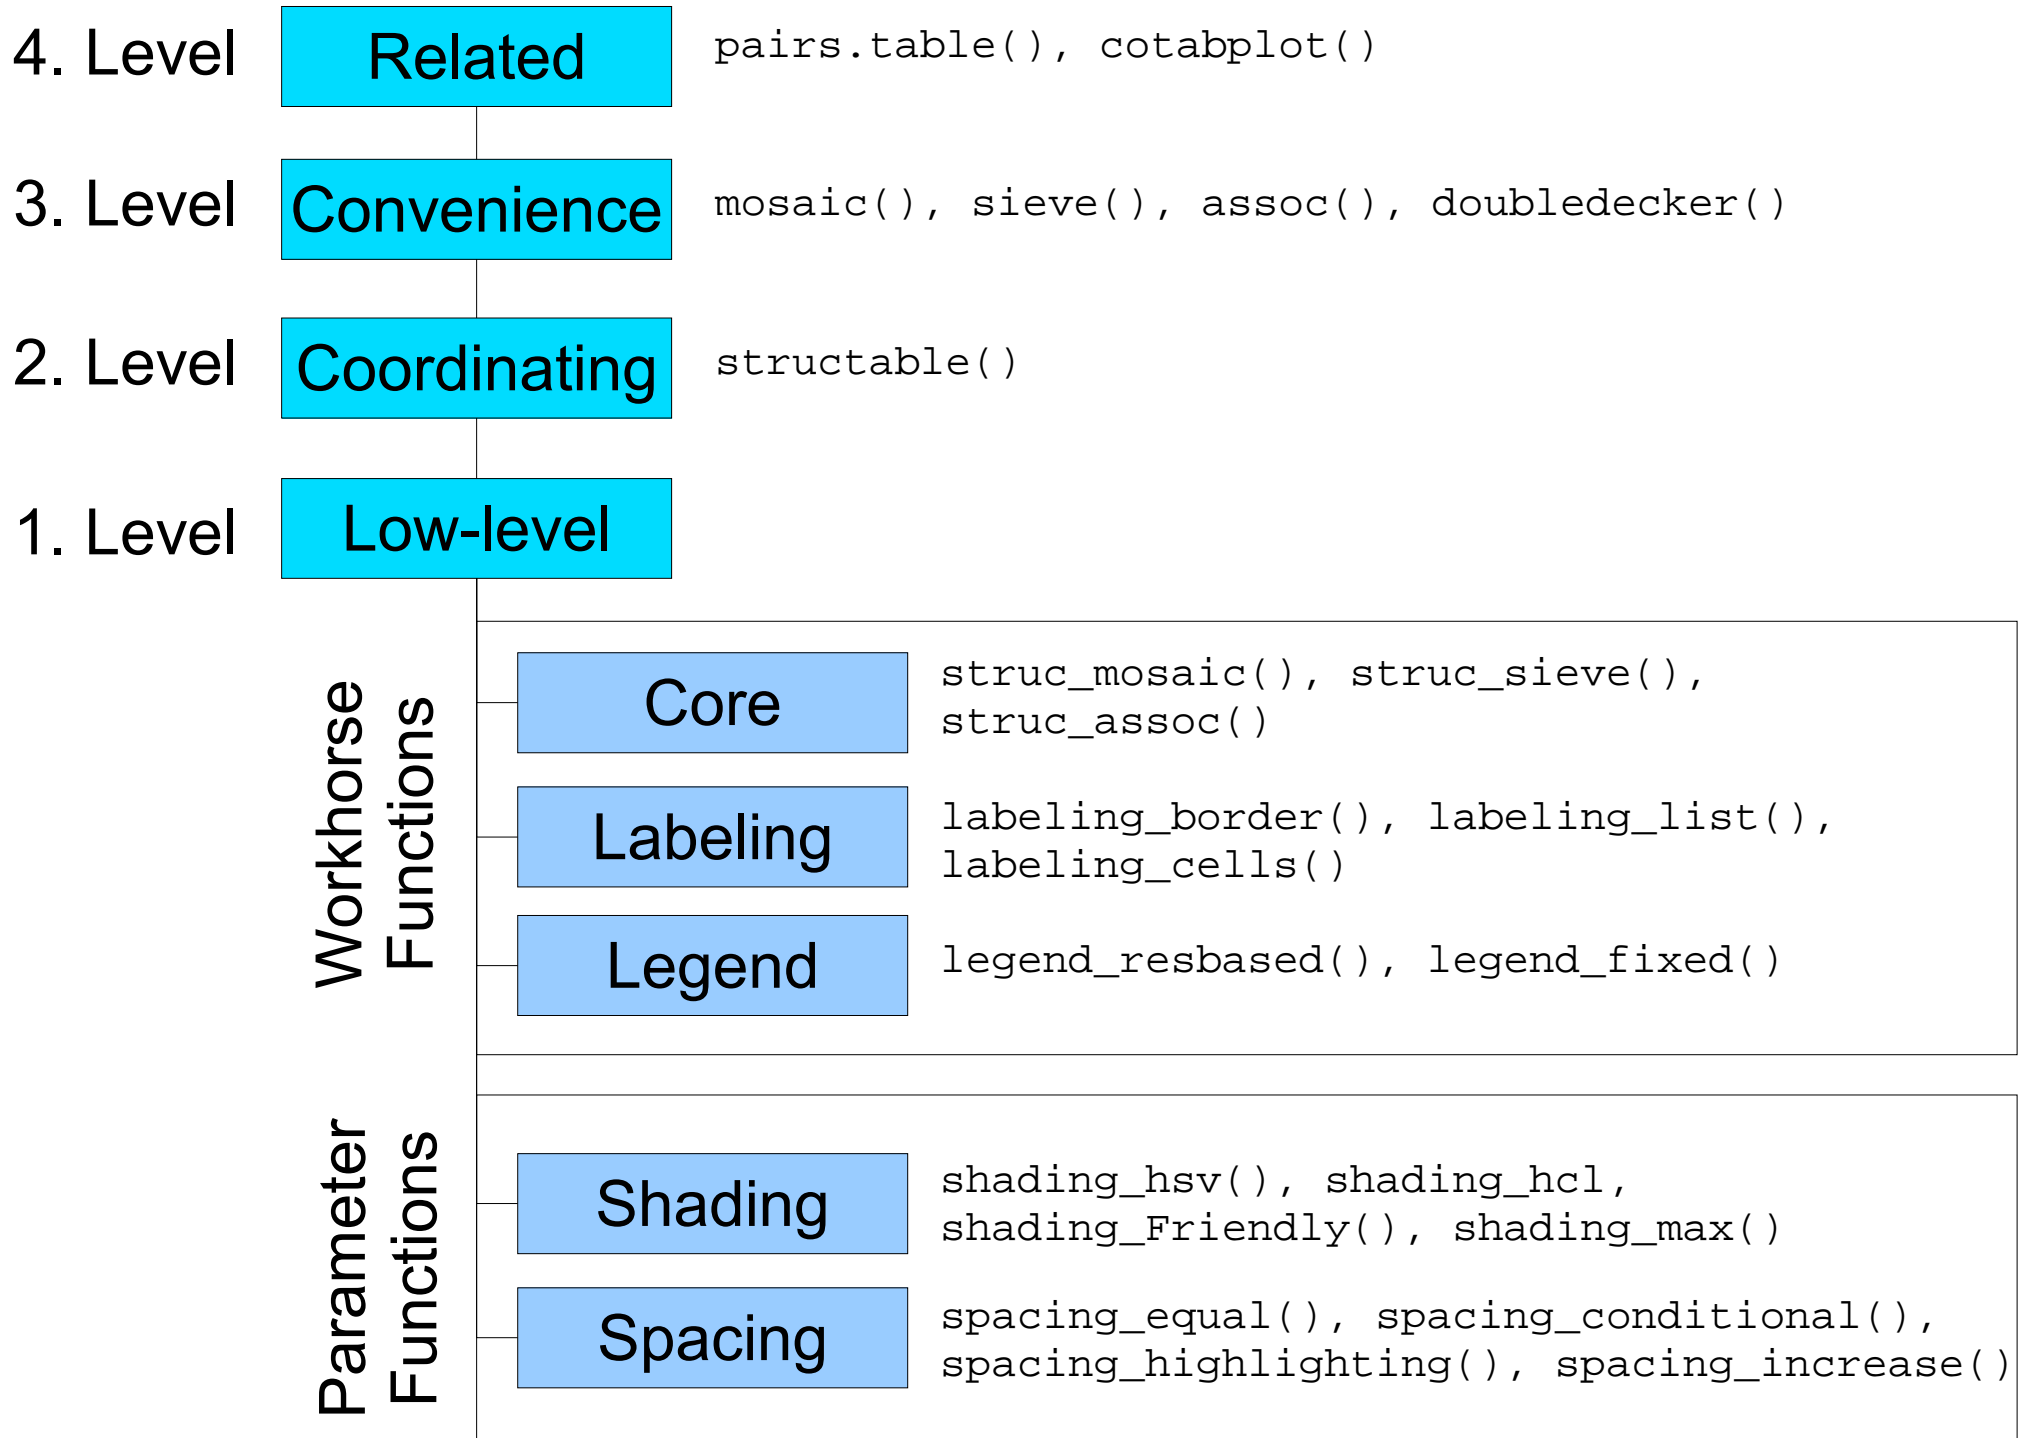 4. Level
Related
pairs.table(), cotabplot()
3. Level
Convenience
mosaic(), sieve(), assoc(), doubledecker()
2. Level
Coordinating
structable()
1. Level
Low-level
Workhorse
Functions
Core
struc_mosaic(), struc_sieve(),
struc_assoc()
Labeling
labeling_border(), labeling_list(),
labeling_cells()
Legend
legend_resbased(), legend_fixed()
Parameter
Functions
Shading
shading_hsv(), shading_hcl,
shading_Friendly(), shading_max()
Spacing
spacing_equal(), spacing_conditional(),
spacing_highlighting(), spacing_increase()